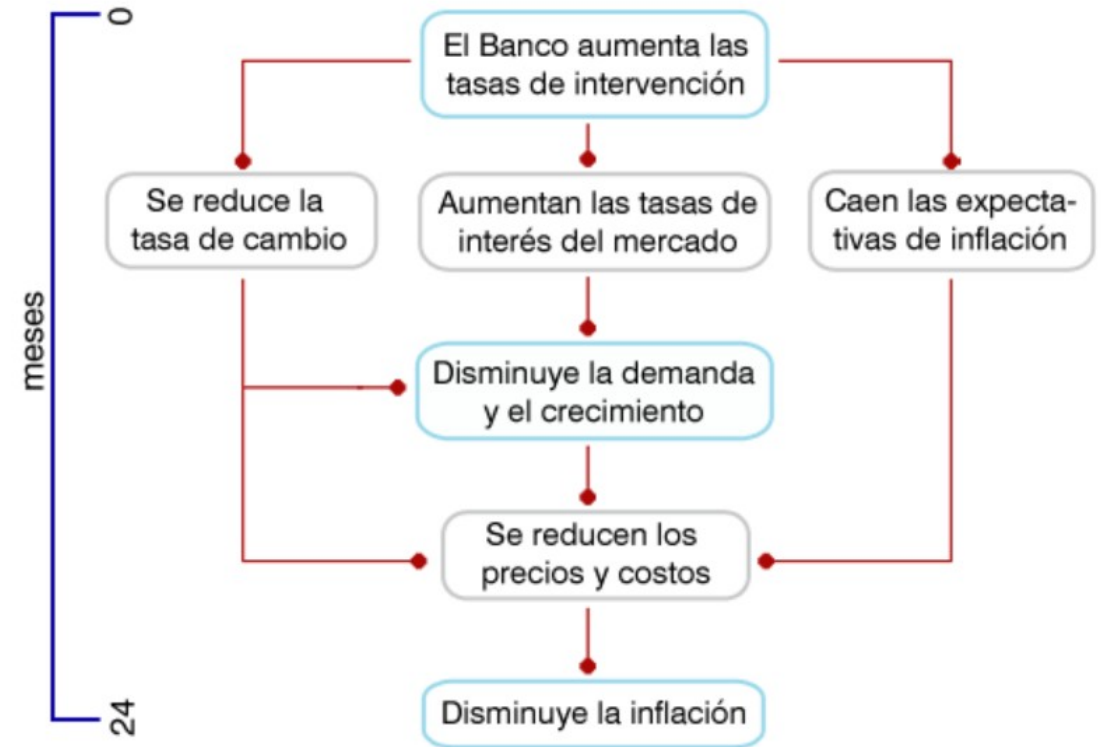 0
El Banco aumenta las
tasas de intervención
Se reduce la
tasa de cambio
Aumentan las tasas de
interés del mercado
Caen las expecta-
tivas de inflación
meses
Disminuye la demanda
y el crecimiento
Se reducen los
precios y costos
24
Disminuye la inflación